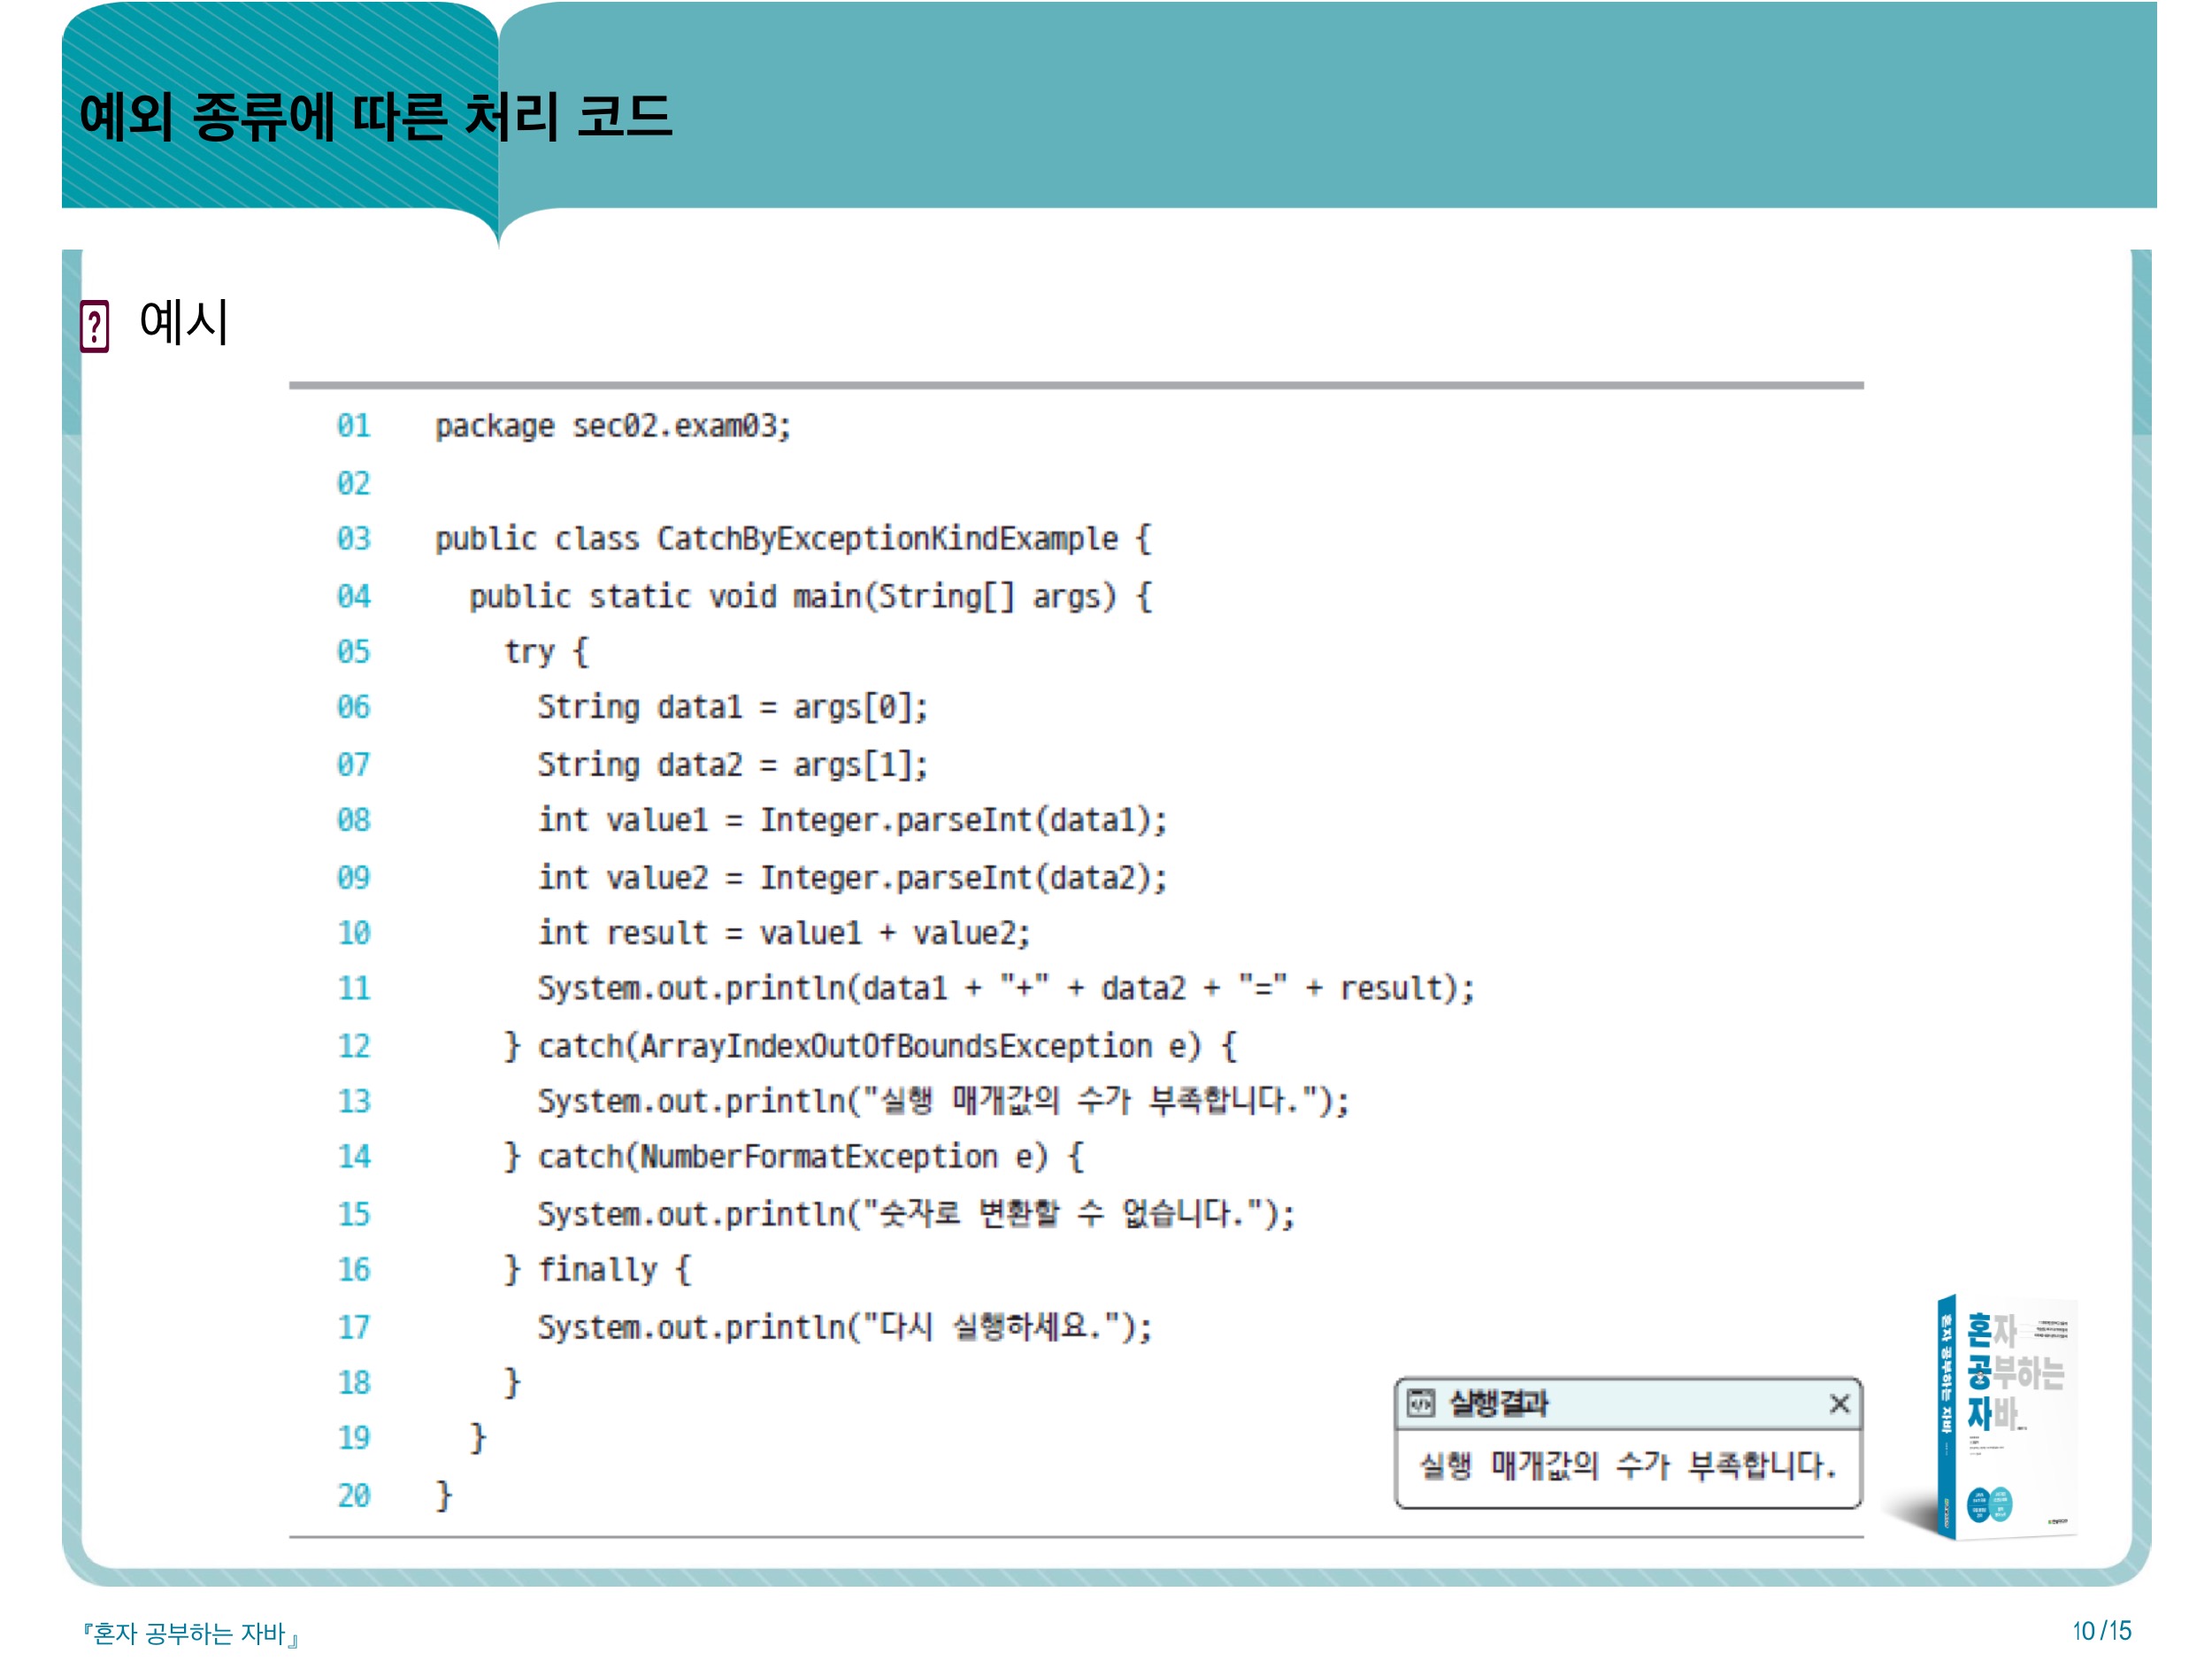 예외 종류에 따른 처리 코드
예시
01 package sec02.exam03;
02
03 public class CatchByExceptionKindExample {
04 public static void main(String[] args) {
05 try {
06 String data1 = args[0];
07 String data2 = args[1];
08 int value1 = Integer.parseInt(data1);
09 int value2 = Integer.parseInt(data2);
10 int result = value1 + value2;
11 System.out.println(data1 + "+" + data2 + "=" + result);
12 } catch(ArrayIndexOutOfBoundsException e) {
13 System.out.println("실행 매개값의 수가 부족합니다.");
14 } catch(NumberFormatException e) {
15 System.out.println("숫자로 변환할 수 없습니다.");
16 } finally {
17 System.out.println("다시 실행하세요.");
18 }
19 }
20 }
실행결과
실행 매개값의 수가 부족합니다.
혼자 공부하는 자바
혼자
공부하는
자바
『혼자 공부하는 자바』
10 /15